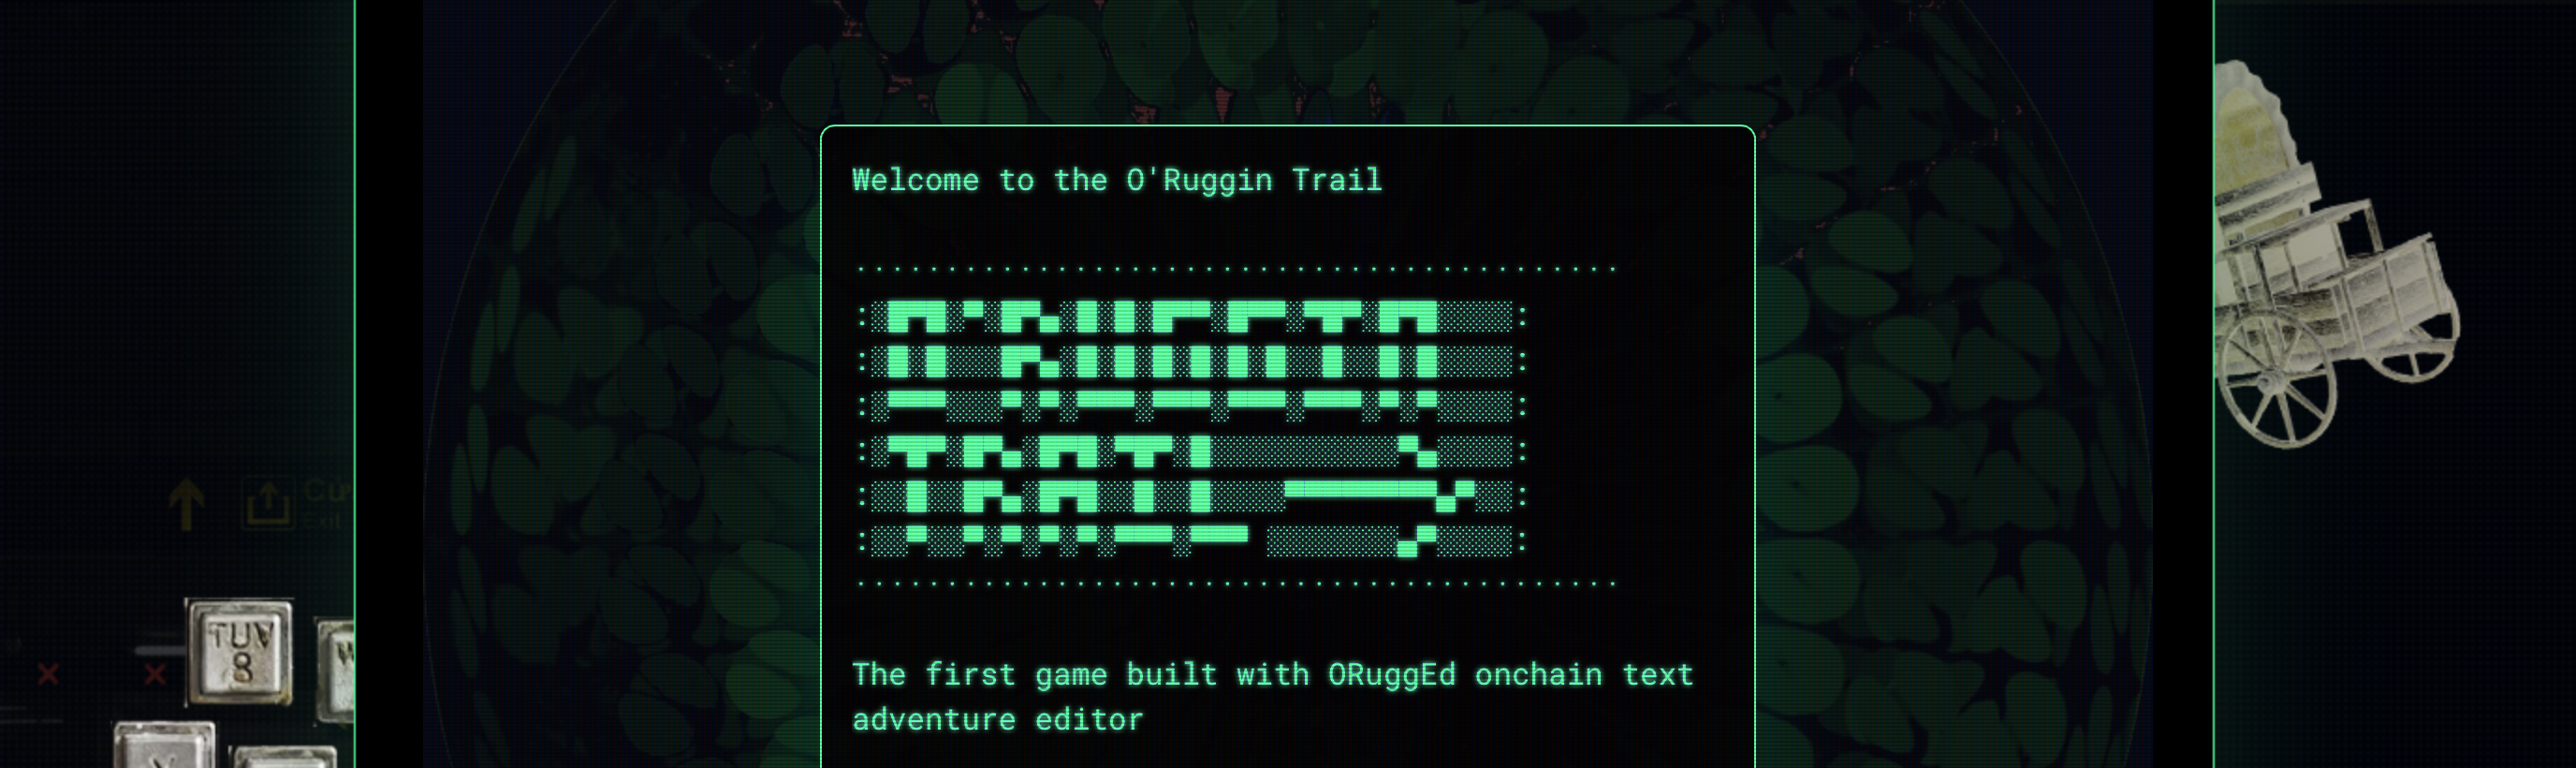 Welcome to the O'Ruggin Trail
O'RUGGIN
TRAIL
The first game built with ORuggEd onchain text
adventure editor
Exit
TUV
8
W